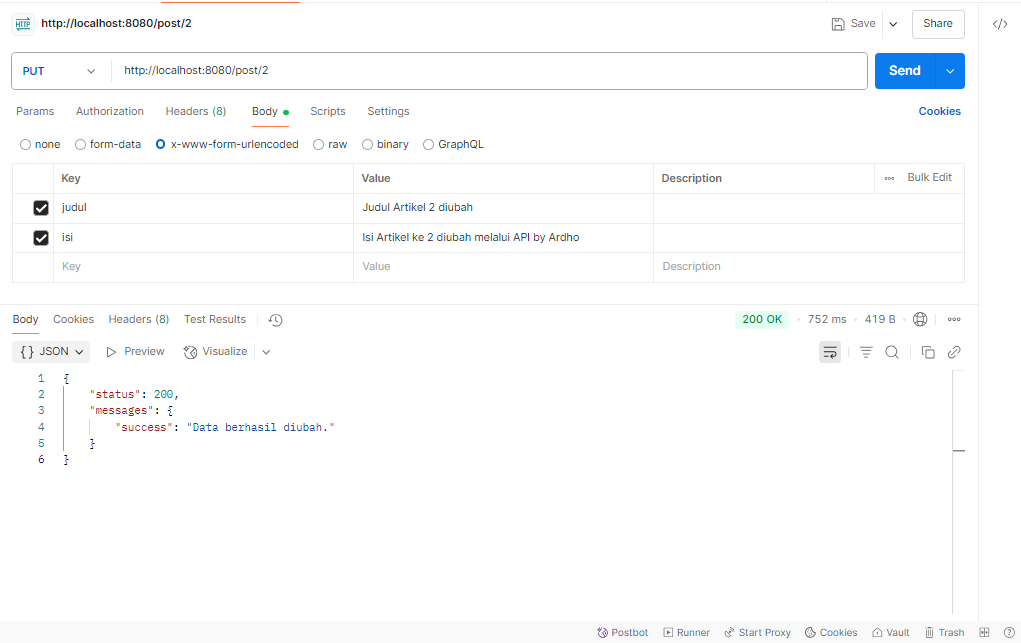 HTTP http://localhost:8080/post/2 Save Share </>
PUT http://localhost:8080/post/2 Send
Params Authorization Headers (8) Body Scripts Settings Cookies
none form-data x-www-form-urlencoded raw binary GraphQL
Key Value Description Bulk Edit
judul Judul Artikel 2 diubah
isi Isi Artikel ke 2 diubah melalui API by Ardho
Key Value Description
Body Cookies Headers (8) Test Results 200 OK 752 ms 419 B
{} JSON Preview Visualize
1 {
2 "status": 200,
3 "messages": {
4 "success": "Data berhasil diubah."
5 }
6 }
Postbot Runner Start Proxy Cookies Vault Trash